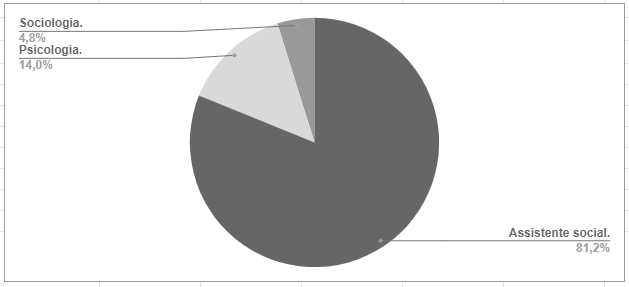 Sociologia.
4,8%
Psicologia.
14,0%
Assistente social.
81,2%